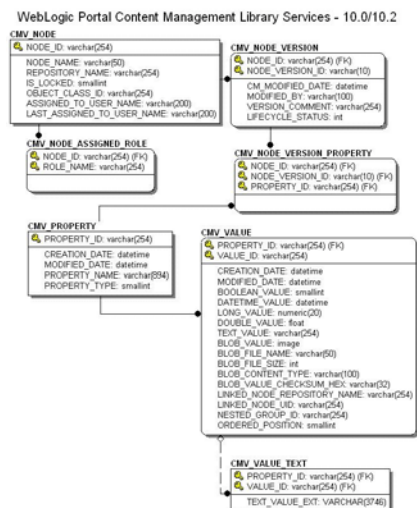 WebLogic Portal Content Management Library Services - 10.0/10.2
CMV_NODE
NODE_ID: varchar(254)
NODE_NAME: varchar(50)
REPOSITORY_NAME: varchar(254)
IS_LOCKED: smallint
OBJECT_CLASS_ID: varchar(254)
ASSIGNED_TO_USER_NAME: varchar(200)
LAST_ASSIGNED_TO_USER_NAME: varchar(200)
CMV_NODE_VERSION
NODE_ID: varchar(254) (FK)
NODE_VERSION_ID: varchar(10)
CM_MODIFIED_DATE: datetime
MODIFIED_BY: varchar(100)
VERSION_COMMENT: varchar(254)
LIFECYCLE_STATUS: int
CMV_NODE_ASSIGNED_ROLE
NODE_ID: varchar(254) (FK)
ROLE_NAME: varchar(254)
CMV_NODE_VERSION_PROPERTY
NODE_ID: varchar(254) (FK)
NODE_VERSION_ID: varchar(10) (FK)
PROPERTY_ID: varchar(254) (FK)
CMV_PROPERTY
PROPERTY_ID: varchar(254)
CREATION_DATE: datetime
MODIFIED_DATE: datetime
PROPERTY_NAME: varchar(894)
PROPERTY_TYPE: smallint
CMV_VALUE
PROPERTY_ID: varchar(254) (FK)
VALUE_ID: varchar(254)
CREATION_DATE: datetime
MODIFIED_DATE: datetime
BOOLEAN_VALUE: smallint
DATETIME_VALUE: datetime
LONG_VALUE: numeric(20)
DOUBLE_VALUE: float
TEXT_VALUE: varchar(254)
BLOB_VALUE: image
BLOB_FILE_NAME: varchar(50)
BLOB_FILE_SIZE: int
BLOB_CONTENT_TYPE: varchar(100)
BLOB_VALUE_CHECKSUM_HEX: varchar(32)
LINKED_NODE_REPOSITORY_NAME: varchar(254)
LINKED_NODE_UID: varchar(254)
NESTED_GROUP_ID: varchar(254)
ORDERED_POSITION: smallint
CMV_VALUE_TEXT
PROPERTY_ID: varchar(254) (FK)
VALUE_ID: varchar(254) (FK)
TEXT_VALUE_EXT: VARCHAR(3746)